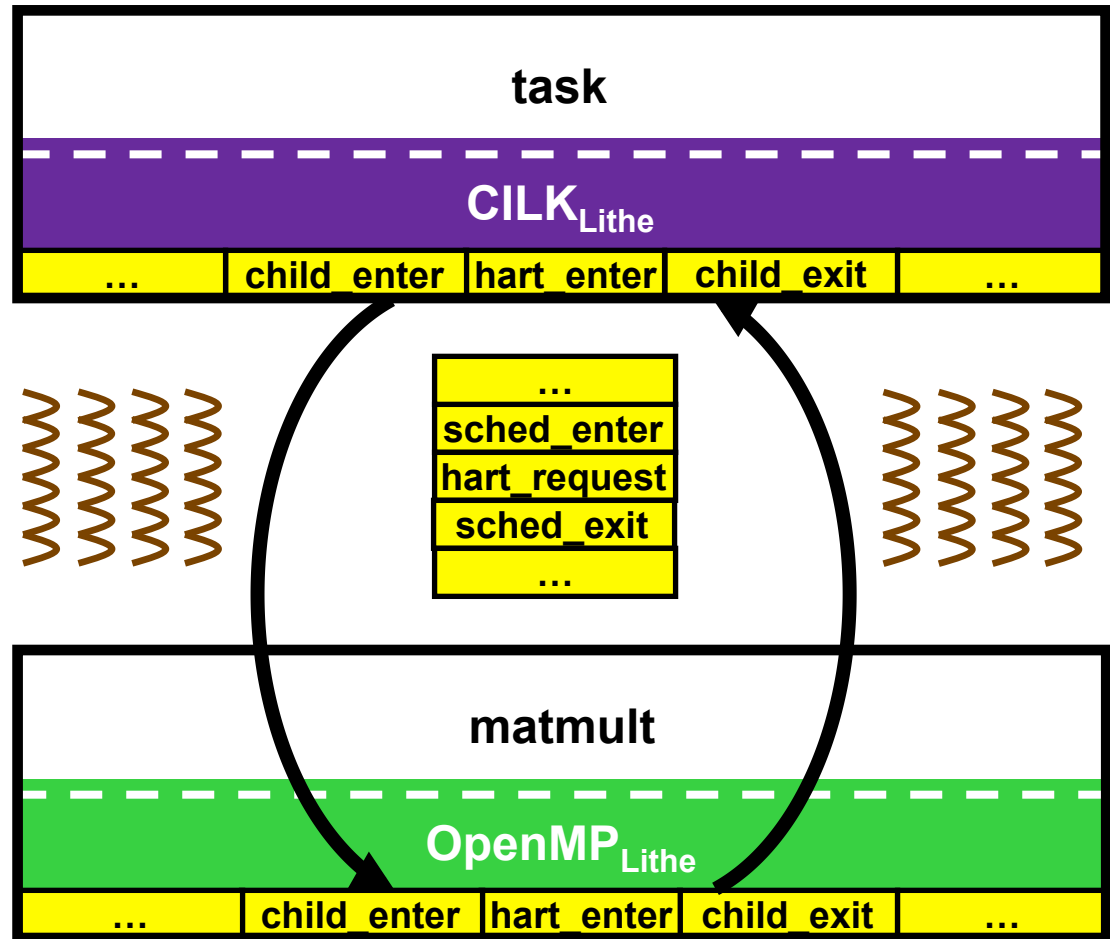 task
CILKLithe
… child_enter hart_enter child_exit …
…
sched_enter
hart_request
sched_exit
…
matmult
OpenMPLithe
… child_enter hart_enter child_exit …